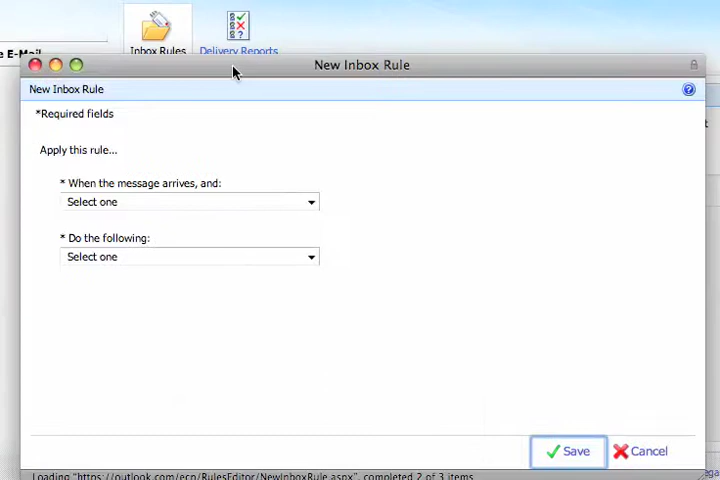 e E-Mail
Inbox Rules
Delivery Reports
New Inbox Rule
New Inbox Rule
*Required fields
Apply this rule...
* When the message arrives, and:
Select one
* Do the following:
Select one
Save
Cancel
Loading "https://outlook.com/ecp/RulesEditor/NewInboxRule.aspx", completed 2 of 3 items